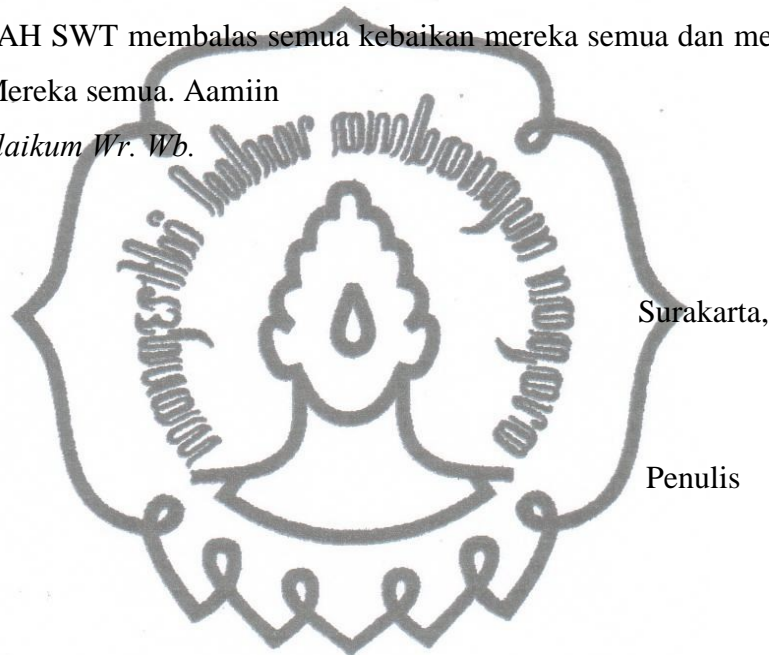 AH SWT membalas semua kebaikan mereka semua dan me
Mereka semua. Aamiin
laikum Wr. Wb.
Surakarta,
Penulis